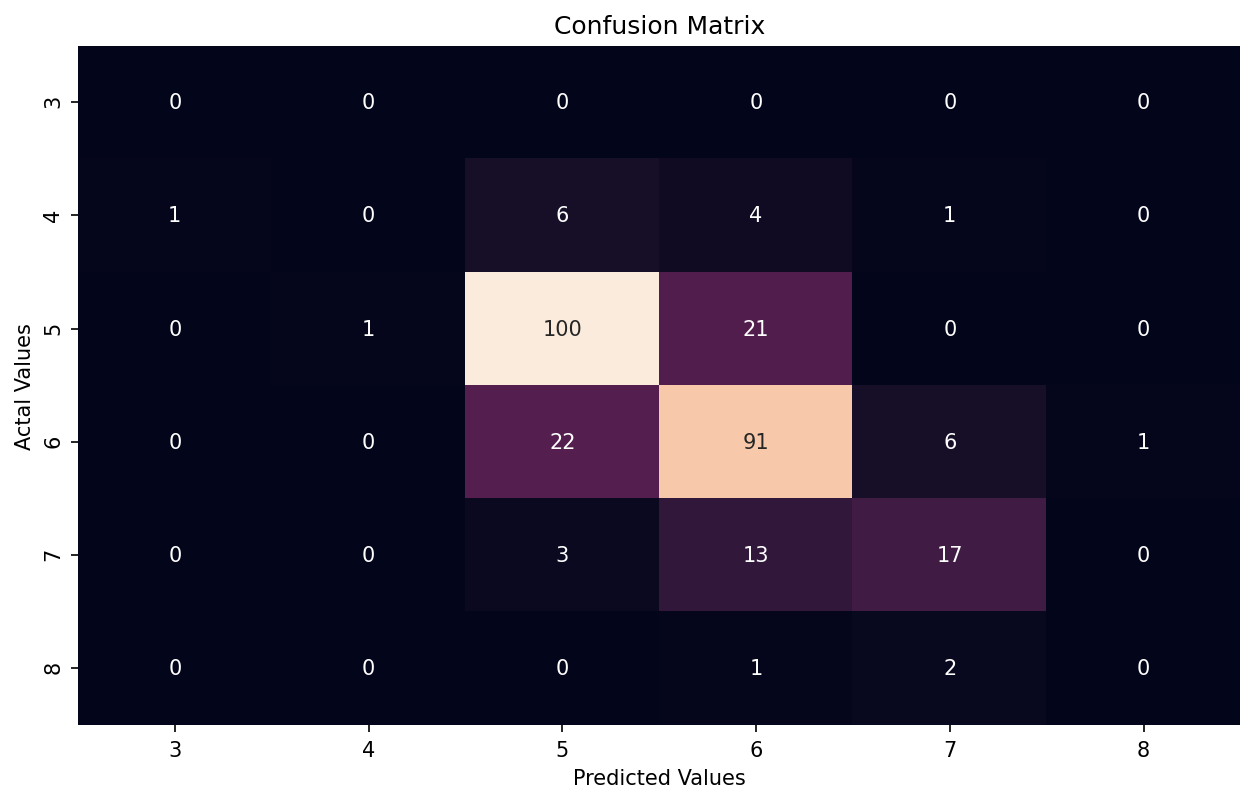 Confusion Matrix
Actal Values
3 0 0 0 0 0 0
4 1 0 6 4 1 0
5 0 1 100 21 0 0
6 0 0 22 91 6 1
7 0 0 3 13 17 0
8 0 0 0 1 2 0
3 4 5 6 7 8
Predicted Values